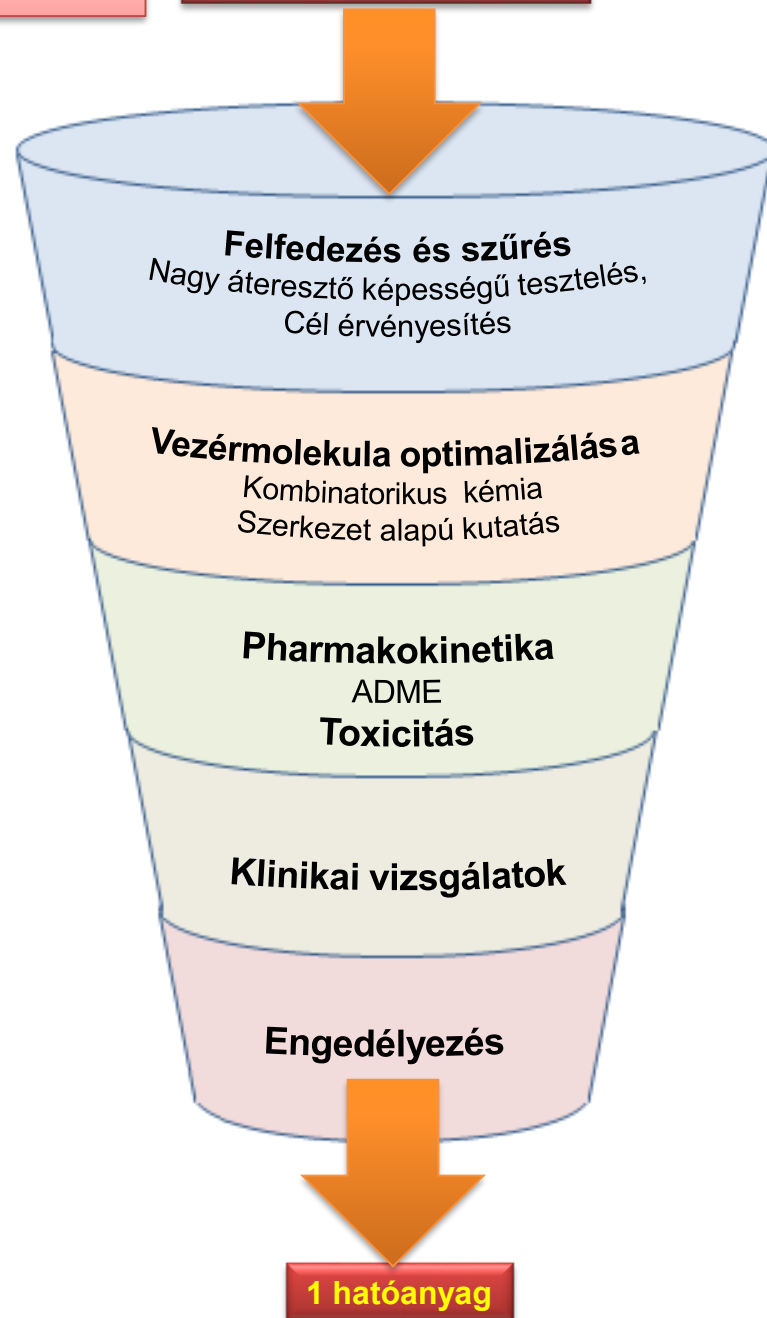 Felfedezés és szűrés
Nagy áteresztő képességű tesztelés,
Cél érvényesítés
Vezérmolekula optimalizálása
Kombinatorikus kémia
Szerkezet alapú kutatás
Pharmakokinetika
ADME
Toxicitás
Klinikai vizsgálatok
Engedélyezés
1 hatóanyag